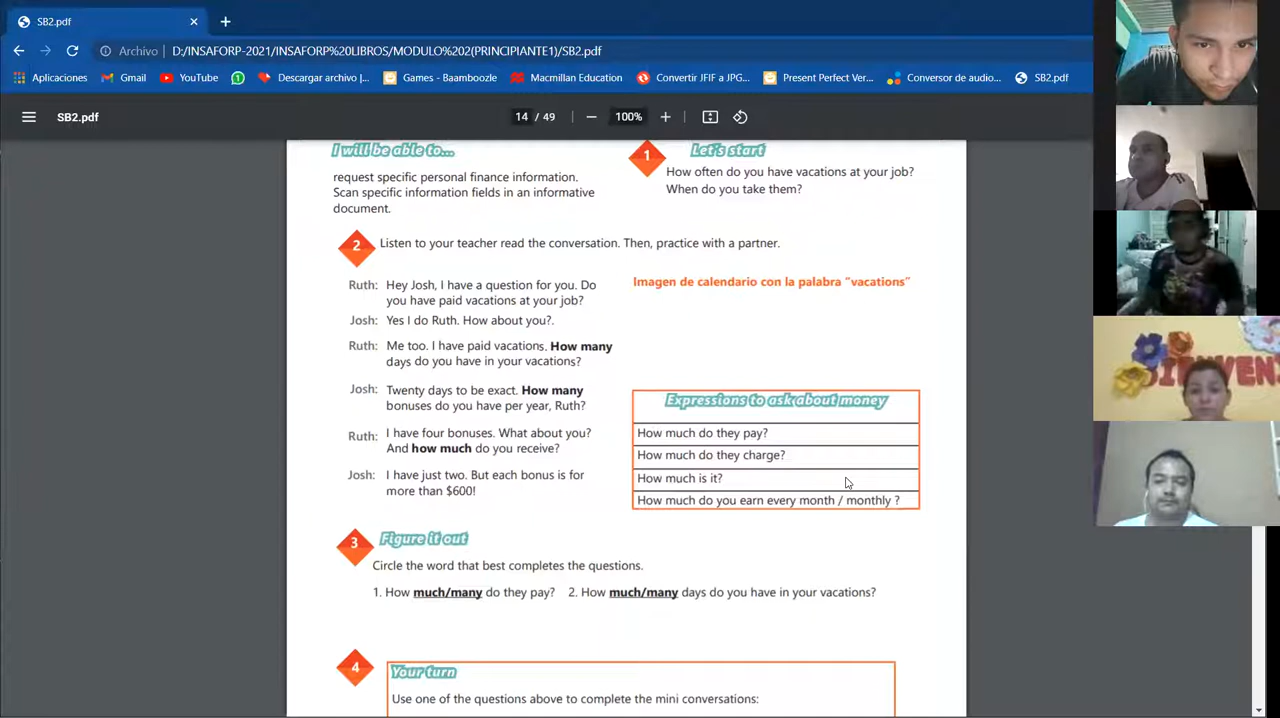 SB2.pdf
Archivo
D:/INSAFORP-2021/INSAFORP%20LIBROS/MODULO%202(PRINCIPIANTE1)/SB2.pdf
Aplicaciones
Gmail
YouTube
Descargar archivo |...
Games - Baamboozle
Macmillan Education
Convertir JFIF a JPG...
Present Perfect Ver...
Conversor de audio...
SB2.pdf
SB2.pdf
14 / 49
100%
I will be able to...
request specific personal finance information.
Scan specific information fields in an informative
document.
1
Let's start
How often do you have vacations at your job?
When do you take them?
2
Listen to your teacher read the conversation. Then, practice with a partner.
Ruth: Hey Josh, I have a question for you. Do
you have paid vacations at your job?
Josh: Yes I do Ruth. How about you?.
Ruth: Me too. I have paid vacations. How many
days do you have in your vacations?
Josh: Twenty days to be exact. How many
bonuses do you have per year, Ruth?
Ruth: I have four bonuses. What about you?
And how much do you receive?
Josh: I have just two. But each bonus is for
more than $600!
Imagen de calendario con la palabra "vacations"
Expressions to ask about money
How much do they pay?
How much do they charge?
How much is it?
How much do you earn every month / monthly ?
3
Figure it out
Circle the word that best completes the questions.
1. How much/many do they pay? 2. How much/many days do you have in your vacations?
4
Your turn
Use one of the questions above to complete the mini conversations: